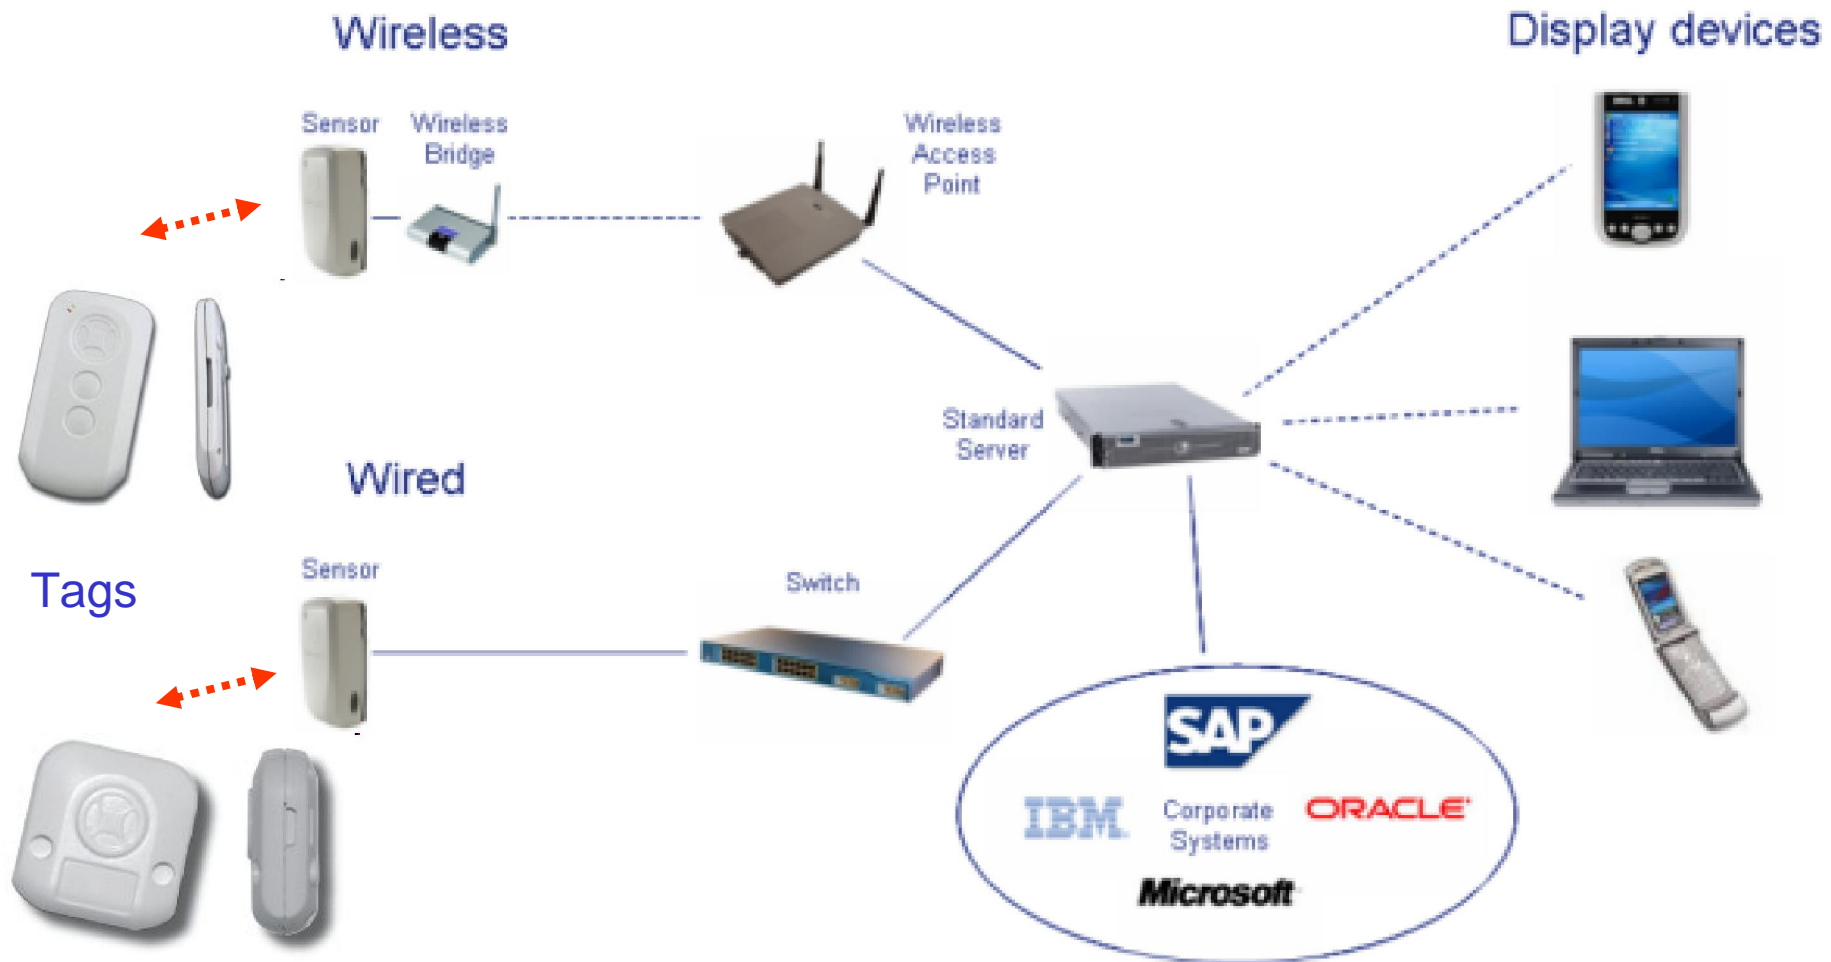 Wireless
Display devices
Sensor
Wireless
Bridge
Wireless
Access
Point
Standard
Server
Wired
Tags
Sensor
Switch
SAP
IBM
Corporate
Systems
ORACLE
Microsoft